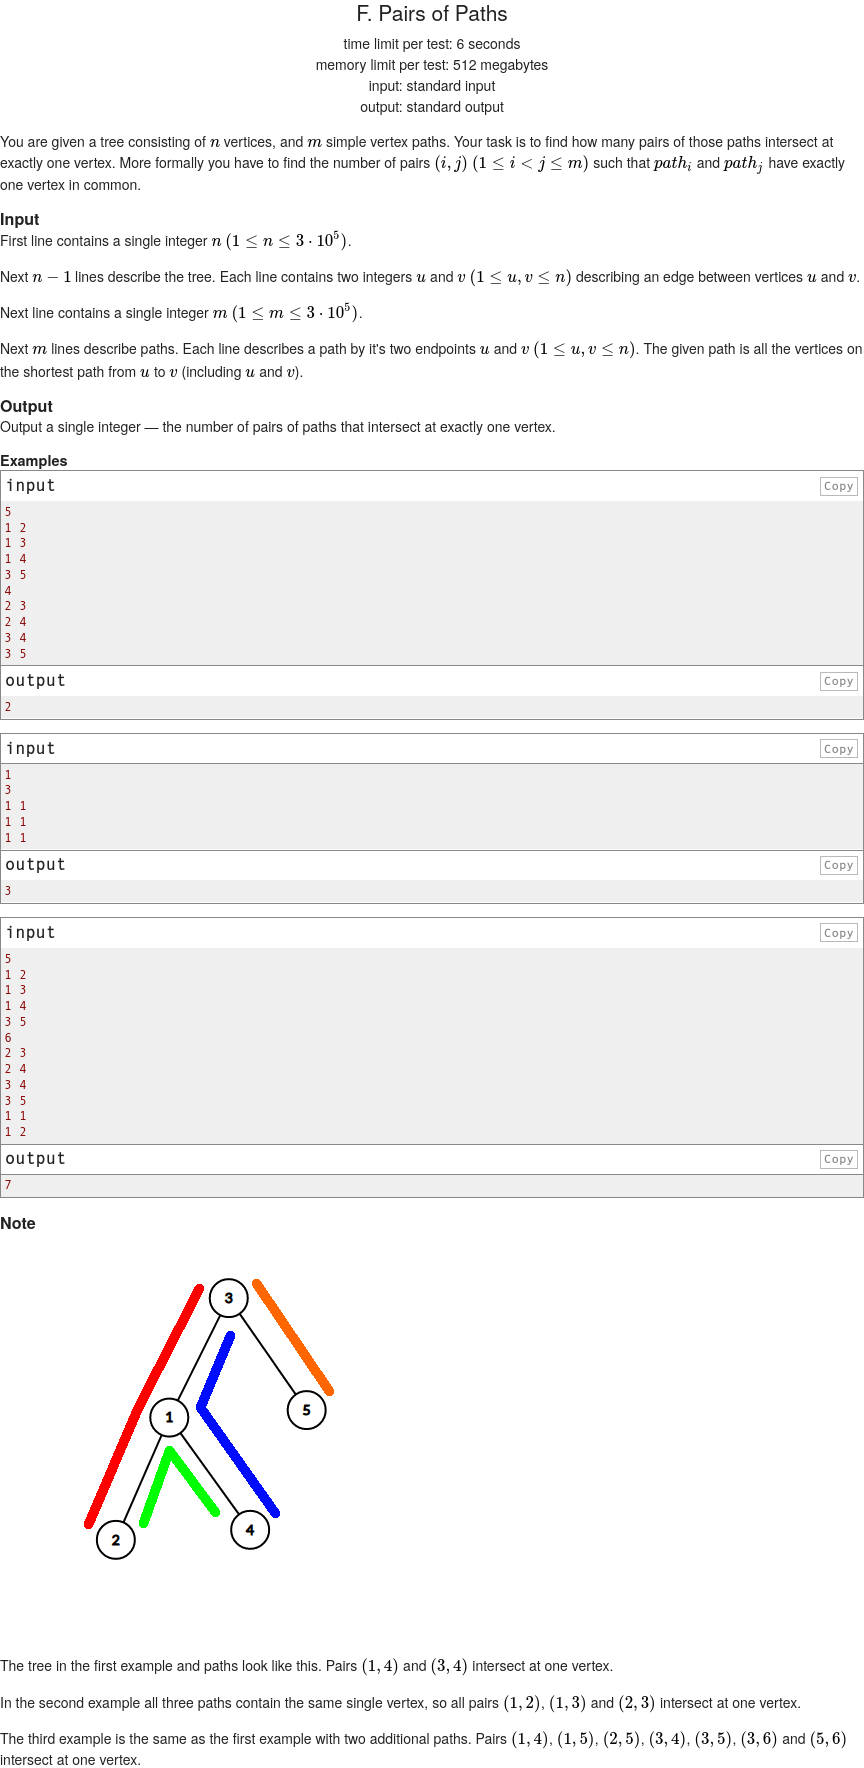 F. Pairs of Paths
time limit per test: 6 seconds
memory limit per test: 512 megabytes
input: standard input
output: standard output
You are given a tree consisting of n vertices, and m simple vertex paths. Your task is to find how many pairs of those paths intersect at
exactly one vertex. More formally you have to find the number of pairs (i, j) (1 ≤ i < j ≤ m) such that path_i and path_j have exactly
one vertex in common.
Input
First line contains a single integer n (1 ≤ n ≤ 3 · 10^5).
Next n − 1 lines describe the tree. Each line contains two integers u and v (1 ≤ u, v ≤ n) describing an edge between vertices u and v.
Next line contains a single integer m (1 ≤ m ≤ 3 · 10^5).
Next m lines describe paths. Each line describes a path by it's two endpoints u and v (1 ≤ u, v ≤ n). The given path is all the vertices on
the shortest path from u to v (including u and v).
Output
Output a single integer — the number of pairs of paths that intersect at exactly one vertex.
Examples
input Copy
5
1 2
1 3
1 4
3 5
4
2 3
2 4
3 4
3 5
output Copy
2
input Copy
1
3
1 1
1 1
1 1
output Copy
3
input Copy
5
1 2
1 3
1 4
3 5
6
2 3
2 4
3 4
3 5
1 1
1 2
output Copy
7
Note
3
1
5
2
4
The tree in the first example and paths look like this. Pairs (1, 4) and (3, 4) intersect at one vertex.
In the second example all three paths contain the same single vertex, so all pairs (1, 2), (1, 3) and (2, 3) intersect at one vertex.
The third example is the same as the first example with two additional paths. Pairs (1, 4), (1, 5), (2, 5), (3, 4), (3, 5), (3, 6) and (5, 6)
intersect at one vertex.